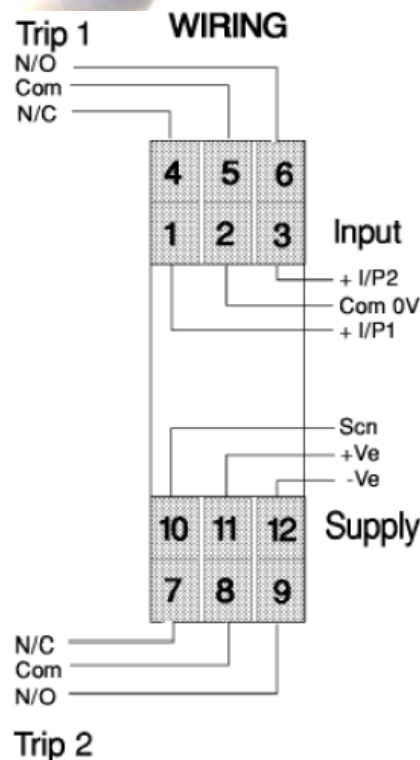 WIRING
Trip 1
N/O
Com
N/C
4 5 6
1 2 3
Input
+ I/P2
Com 0V
+ I/P1
Scn
+Ve
-Ve
10 11 12
Supply
7 8 9
N/C
Com
N/O
Trip 2